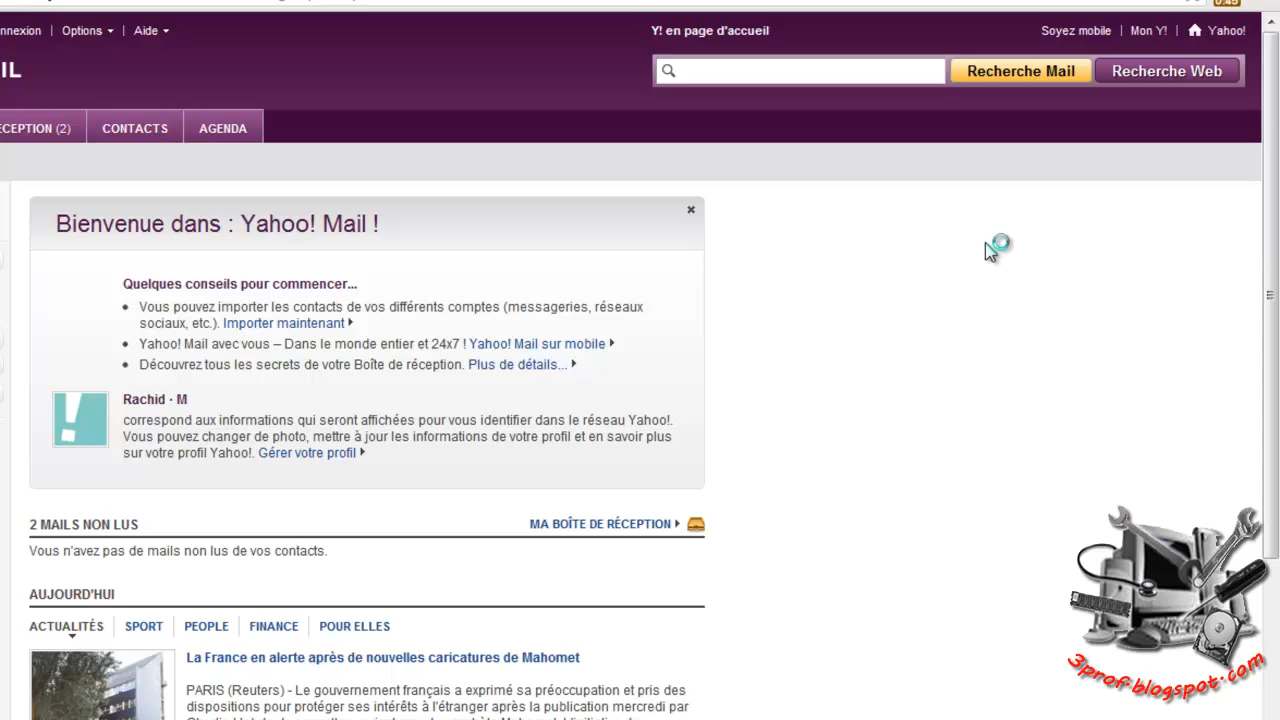 nnexion | Options | Aide
Y! en page d'accueil
Soyez mobile | Mon Y! | Yahoo!
IL
Recherche Mail
Recherche Web
ECEPTION (2)
CONTACTS
AGENDA
Bienvenue dans : Yahoo! Mail !
Quelques conseils pour commencer...
Vous pouvez importer les contacts de vos différents comptes (messageries, réseaux
sociaux, etc.). Importer maintenant
Yahoo! Mail avec vous – Dans le monde entier et 24x7 ! Yahoo! Mail sur mobile
Découvrez tous les secrets de votre Boîte de réception. Plus de détails...
Rachid · M
correspond aux informations qui seront affichées pour vous identifier dans le réseau Yahoo!.
Vous pouvez changer de photo, mettre à jour les informations de votre profil et en savoir plus
sur votre profil Yahoo!. Gérer votre profil
2 MAILS NON LUS
MA BOÎTE DE RÉCEPTION
Vous n'avez pas de mails non lus de vos contacts.
AUJOURD'HUI
ACTUALITÉS
SPORT
PEOPLE
FINANCE
POUR ELLES
La France en alerte après de nouvelles caricatures de Mahomet
PARIS (Reuters) - Le gouvernement français a exprimé sa préoccupation et pris des
dispositions pour protéger ses intérêts à l'étranger après la publication mercredi par
3prof-blogspot.com